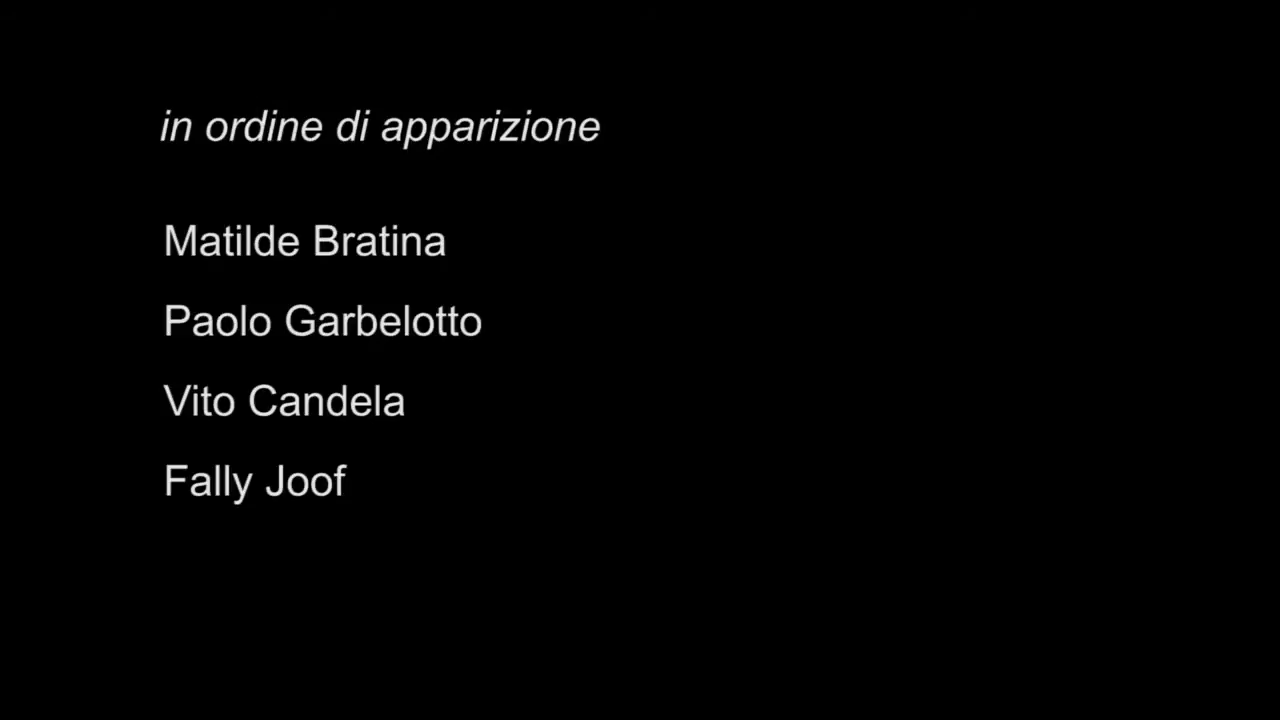 in ordine di apparizione
Matilde Bratina
Paolo Garbelotto
Vito Candela
Fally Joof